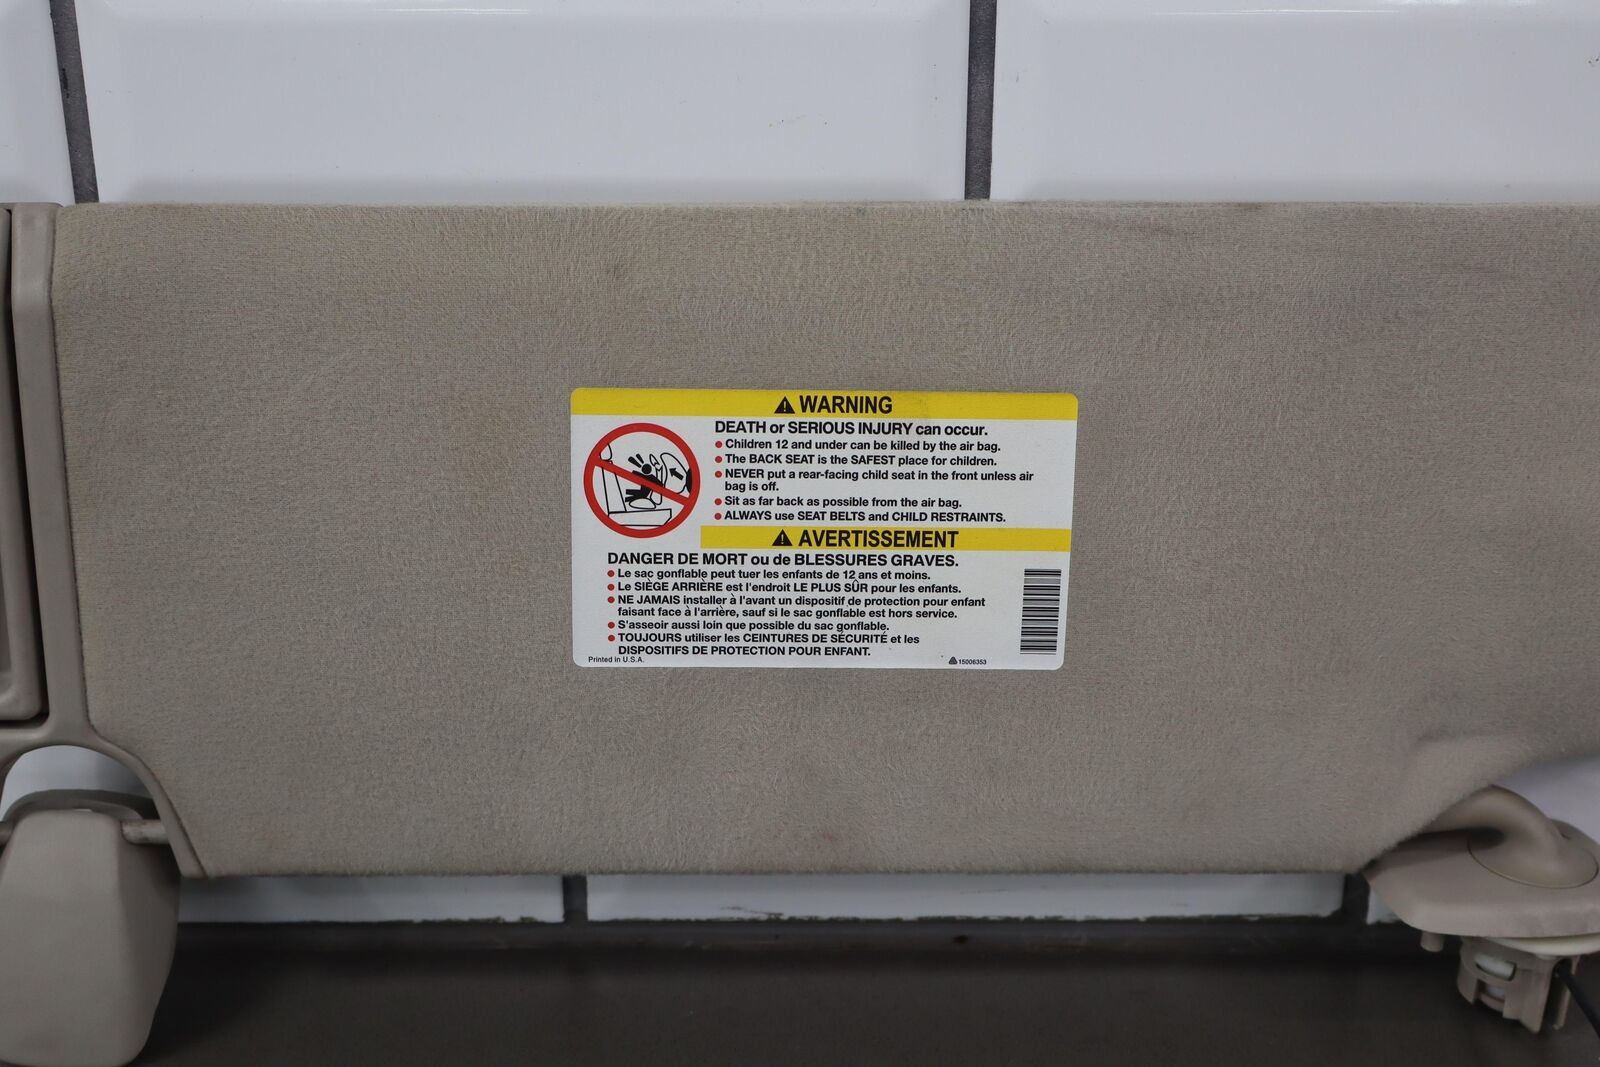 WARNING
DEATH or SERIOUS INJURY can occur.
Children 12 and under can be killed by the air bag.
The BACK SEAT is the SAFEST place for children.
NEVER put a rear-facing child seat in the front unless air
bag is off.
Sit as far back as possible from the air bag.
ALWAYS use SEAT BELTS and CHILD RESTRAINTS.
AVERTISSEMENT
DANGER DE MORT ou de BLESSURES GRAVES.
Le sac gonflable peut tuer les enfants de 12 ans et moins.
Le SIÈGE ARRIÈRE est l'endroit LE PLUS SÛR pour les enfants.
NE JAMAIS installer à l'avant un dispositif de protection pour enfant
faisant face à l'arrière, sauf si le sac gonflable est hors service.
S'asseoir aussi loin que possible du sac gonflable.
TOUJOURS utiliser les CEINTURES DE SÉCURITÉ et les
DISPOSITIFS DE PROTECTION POUR ENFANT.
Printed in U.S.A. 15006353